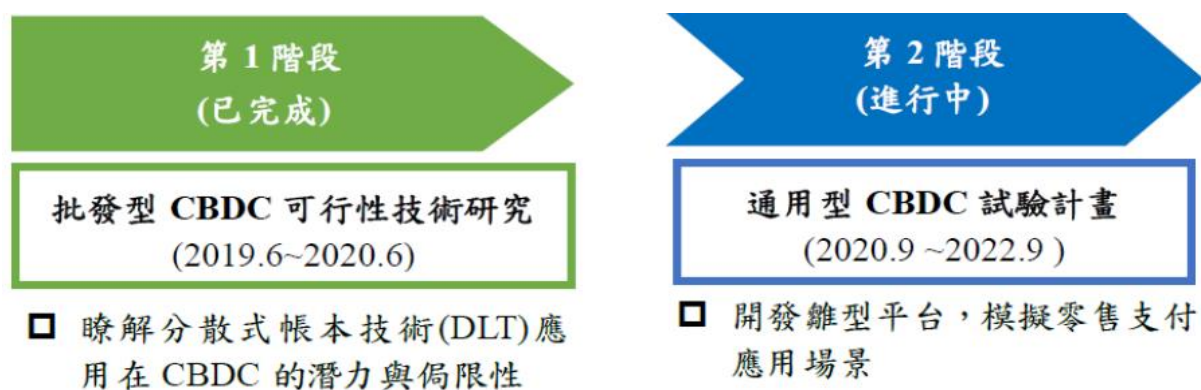 第 1 階段
(已完成)
批發型 CBDC 可行性技術研究
(2019.6~2020.6)
瞭解分散式帳本技術(DLT)應
用在 CBDC 的潛力與侷限性
第 2 階段
(進行中)
通用型 CBDC 試驗計畫
(2020.9 ~2022.9 )
開發雛型平台，模擬零售支付
應用場景